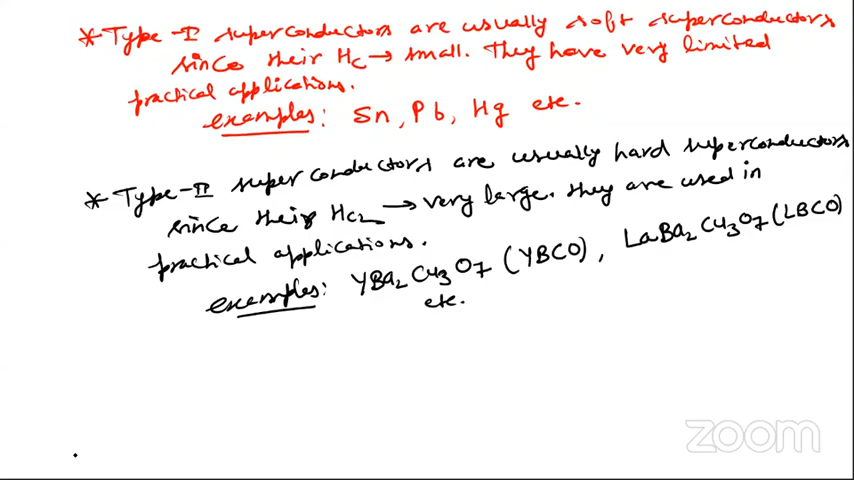 * Type-I superconductors are usually soft superconductors
since their Hc → small. They have very limited
practical applications.
examples: Sn, Pb, Hg etc.
* Type-II superconductors are usually hard superconductors
since their Hc2 → very large. They are used in
practical applications.
examples: YBa2Cu3O7 (YBCO), LaBa2Cu3O7 (LBCO)
etc.
zoom